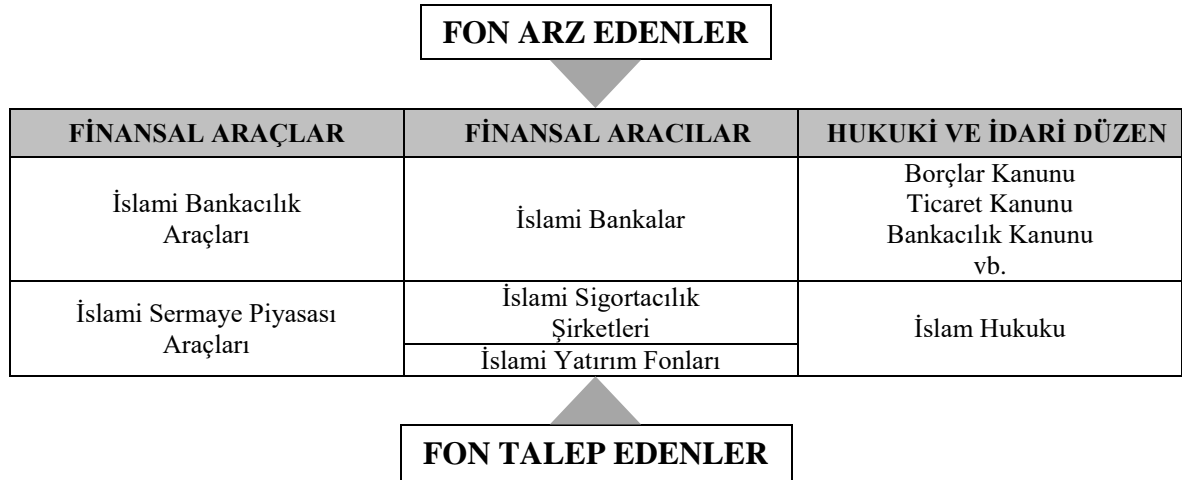 FON ARZ EDENLER
FİNANSAL ARAÇLAR
FİNANSAL ARACILAR
HUKUKİ VE İDARİ DÜZEN
İslami Bankacılık
Araçları
İslami Bankalar
Borçlar Kanunu
Ticaret Kanunu
Bankacılık Kanunu
vb.
İslami Sermaye Piyasası
Araçları
İslami Sigortacılık
Şirketleri
İslami Yatırım Fonları
İslam Hukuku
FON TALEP EDENLER